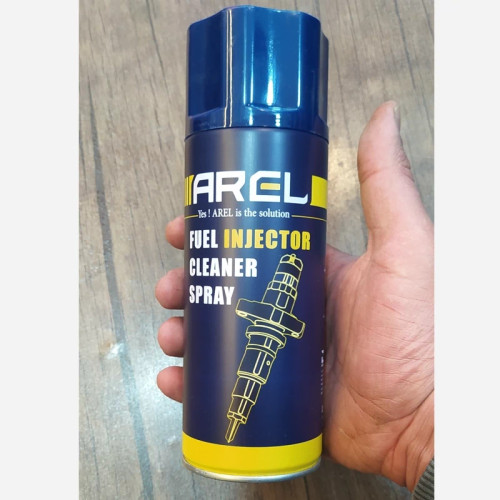 AREL
Yes ! AREL is the solution
FUEL INJECTOR
CLEANER
SPRAY